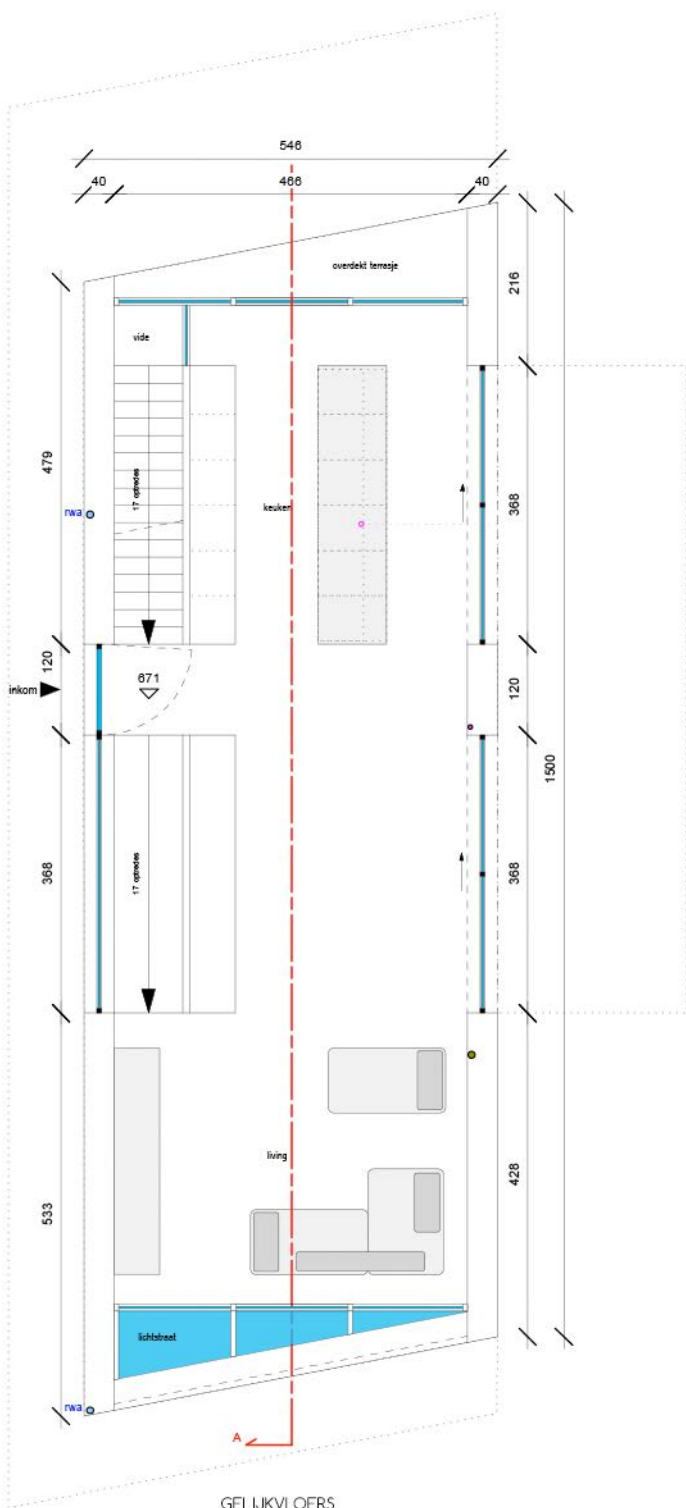 546
40
466
40
overdekt terrasje
216
vide
479
17 optredes
rwa
keuken
368
120
inkom
671
120
1500
368
17 optredes
368
living
533
428
lichtstraat
rwa
A
GELIJKVLOERS